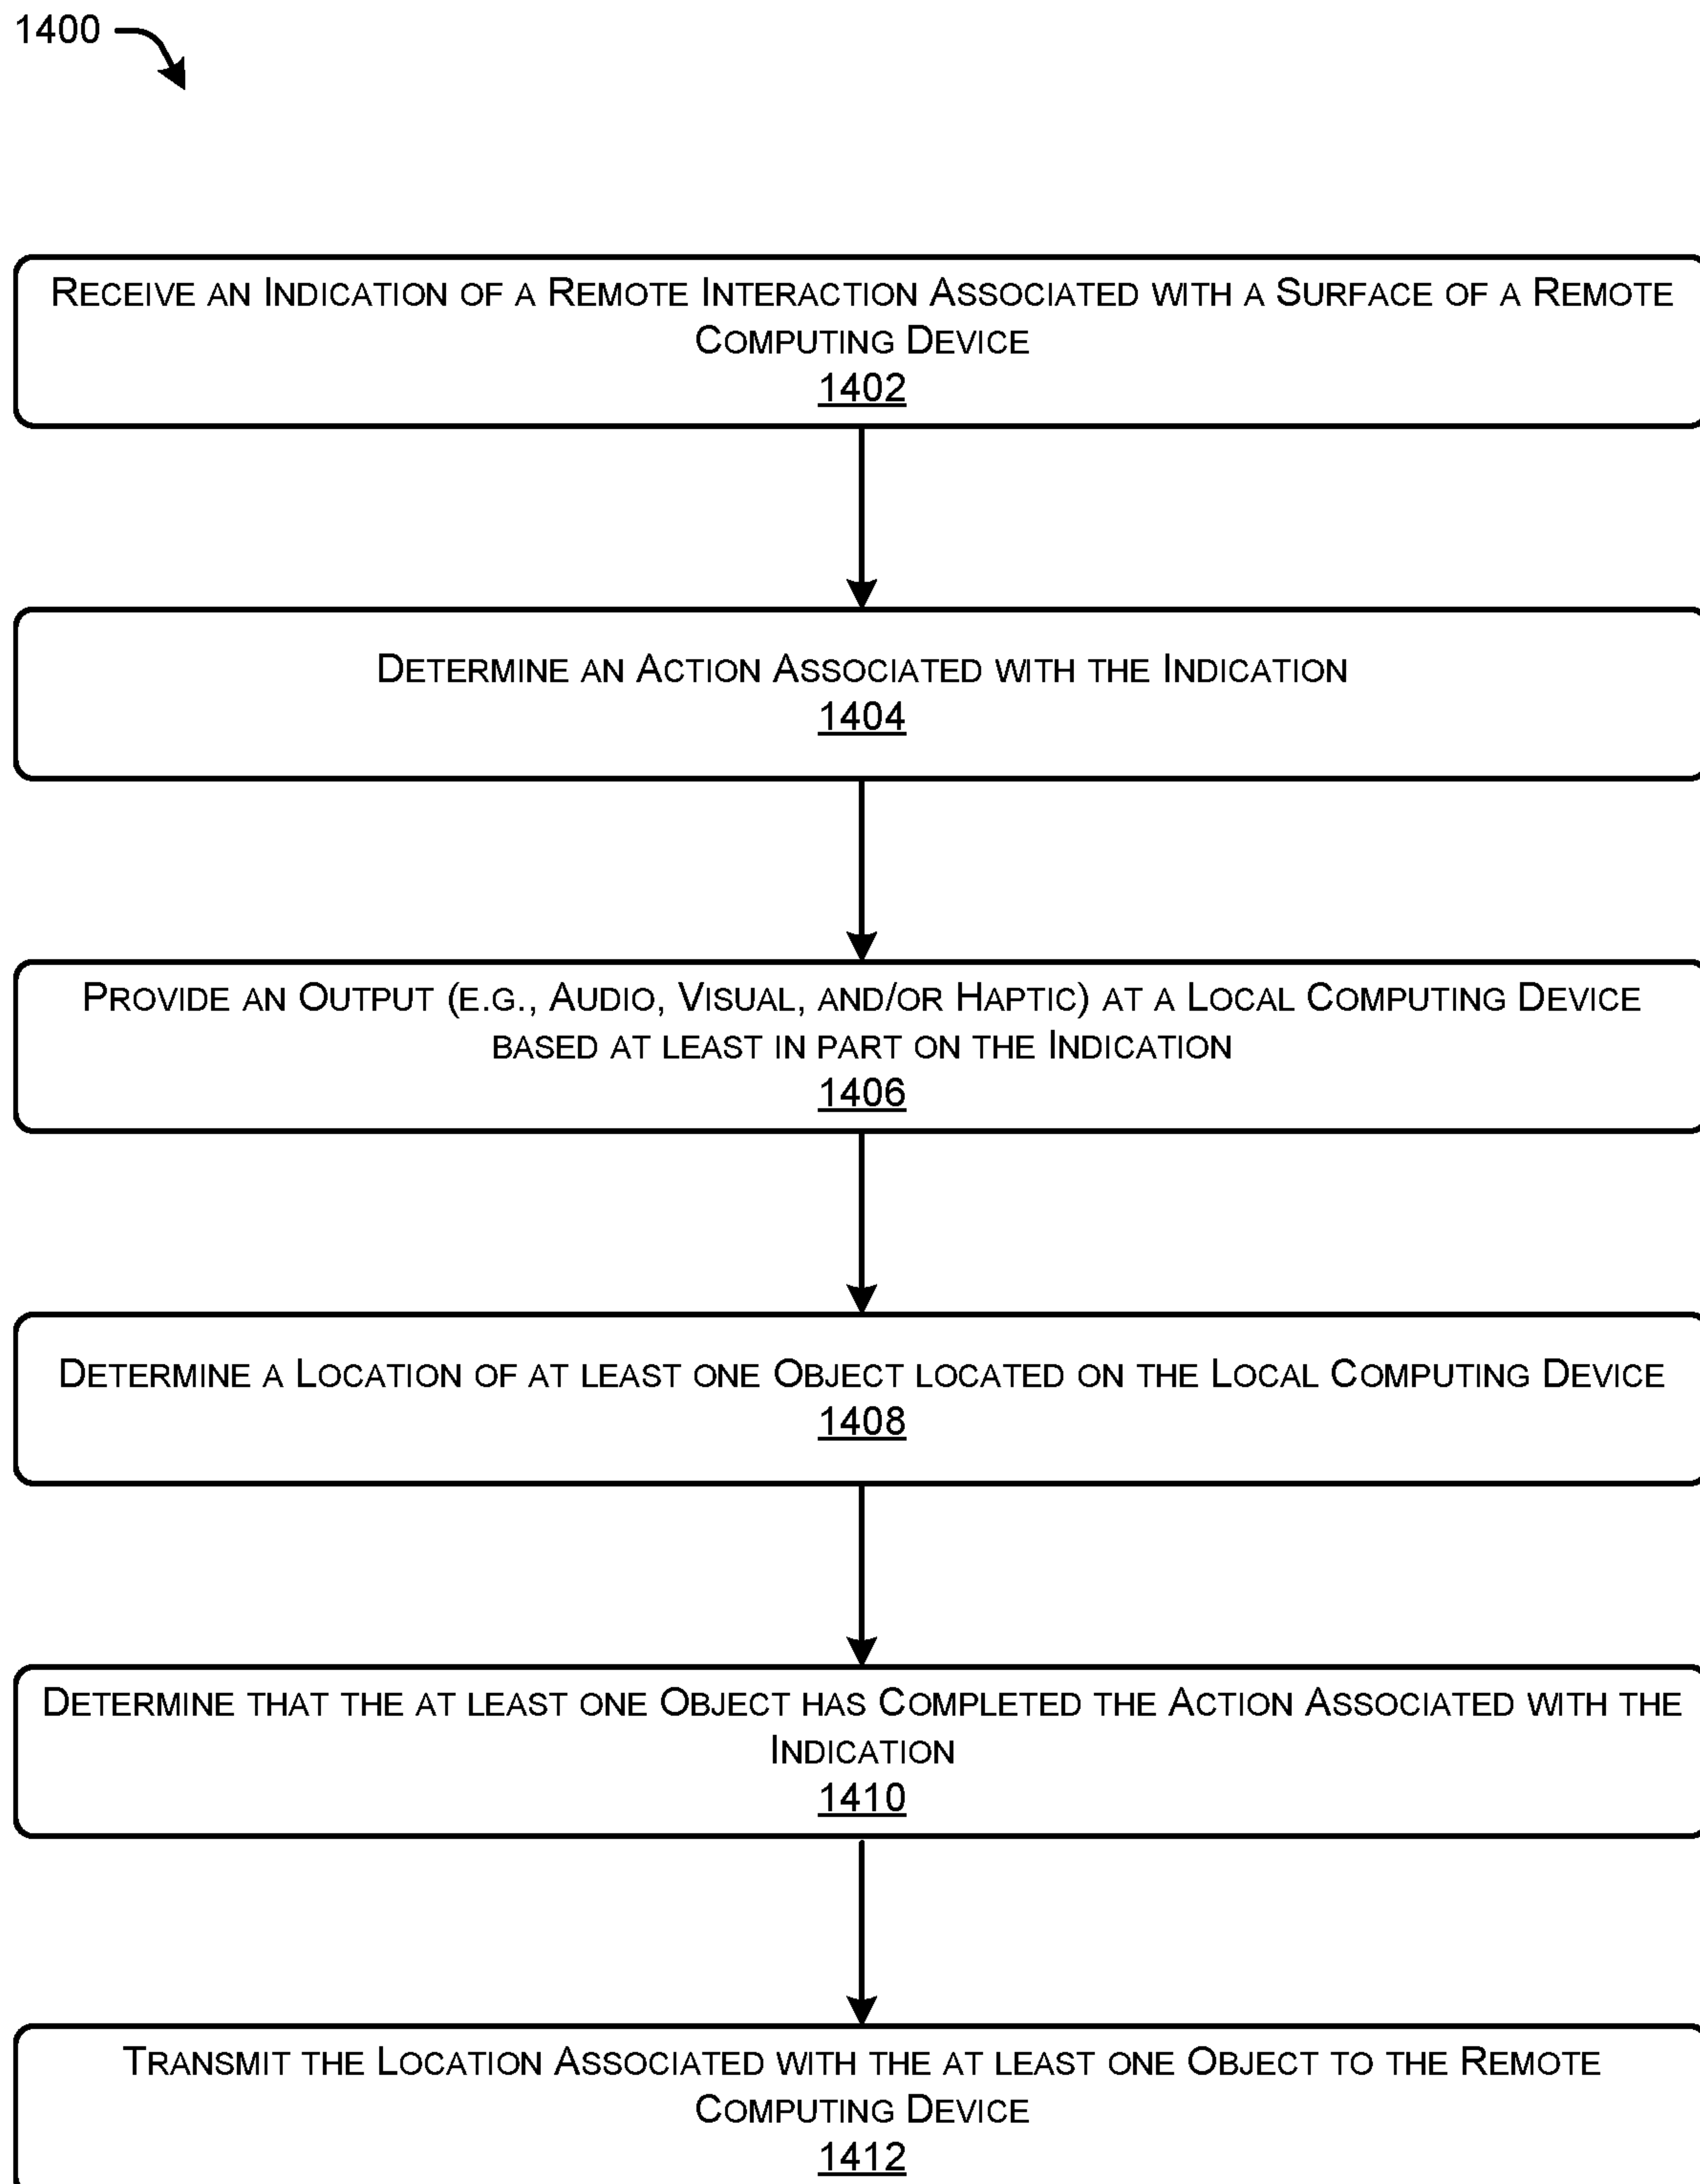 1400
RECEIVE AN INDICATION OF A REMOTE INTERACTION ASSOCIATED WITH A SURFACE OF A REMOTE
COMPUTING DEVICE
1402
DETERMINE AN ACTION ASSOCIATED WITH THE INDICATION
1404
PROVIDE AN OUTPUT (E.G., AUDIO, VISUAL, AND/OR HAPTIC) AT A LOCAL COMPUTING DEVICE
BASED AT LEAST IN PART ON THE INDICATION
1406
DETERMINE A LOCATION OF AT LEAST ONE OBJECT LOCATED ON THE LOCAL COMPUTING DEVICE
1408
DETERMINE THAT THE AT LEAST ONE OBJECT HAS COMPLETED THE ACTION ASSOCIATED WITH THE
INDICATION
1410
TRANSMIT THE LOCATION ASSOCIATED WITH THE AT LEAST ONE OBJECT TO THE REMOTE
COMPUTING DEVICE
1412